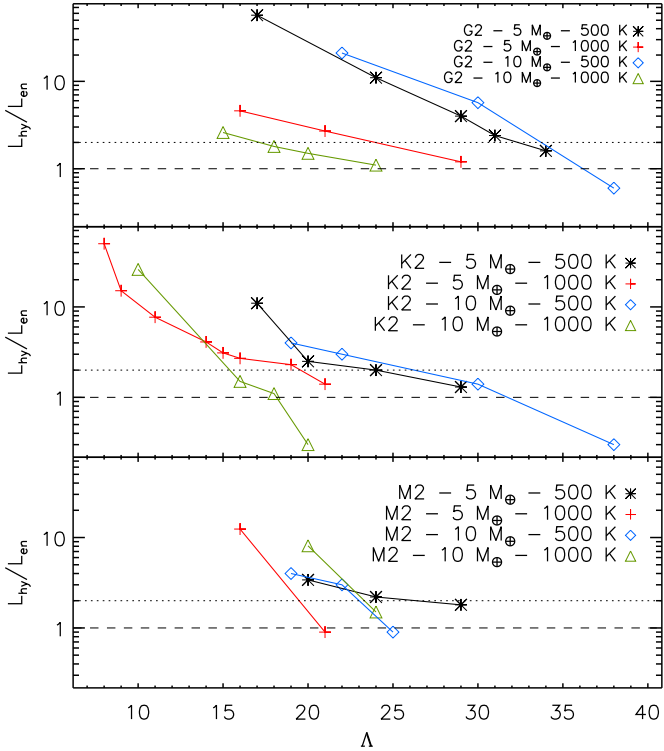 G2 − 5 M⊕ − 500 K
G2 − 5 M⊕ − 1000 K
G2 − 10 M⊕ − 500 K
G2 − 10 M⊕ − 1000 K
10
1
Lhy/Len
K2 − 5 M⊕ − 500 K
K2 − 5 M⊕ − 1000 K
K2 − 10 M⊕ − 500 K
K2 − 10 M⊕ − 1000 K
10
1
Lhy/Len
M2 − 5 M⊕ − 500 K
M2 − 5 M⊕ − 1000 K
M2 − 10 M⊕ − 500 K
M2 − 10 M⊕ − 1000 K
10
1
Lhy/Len
10 15 20 25 30 35 40
Λ